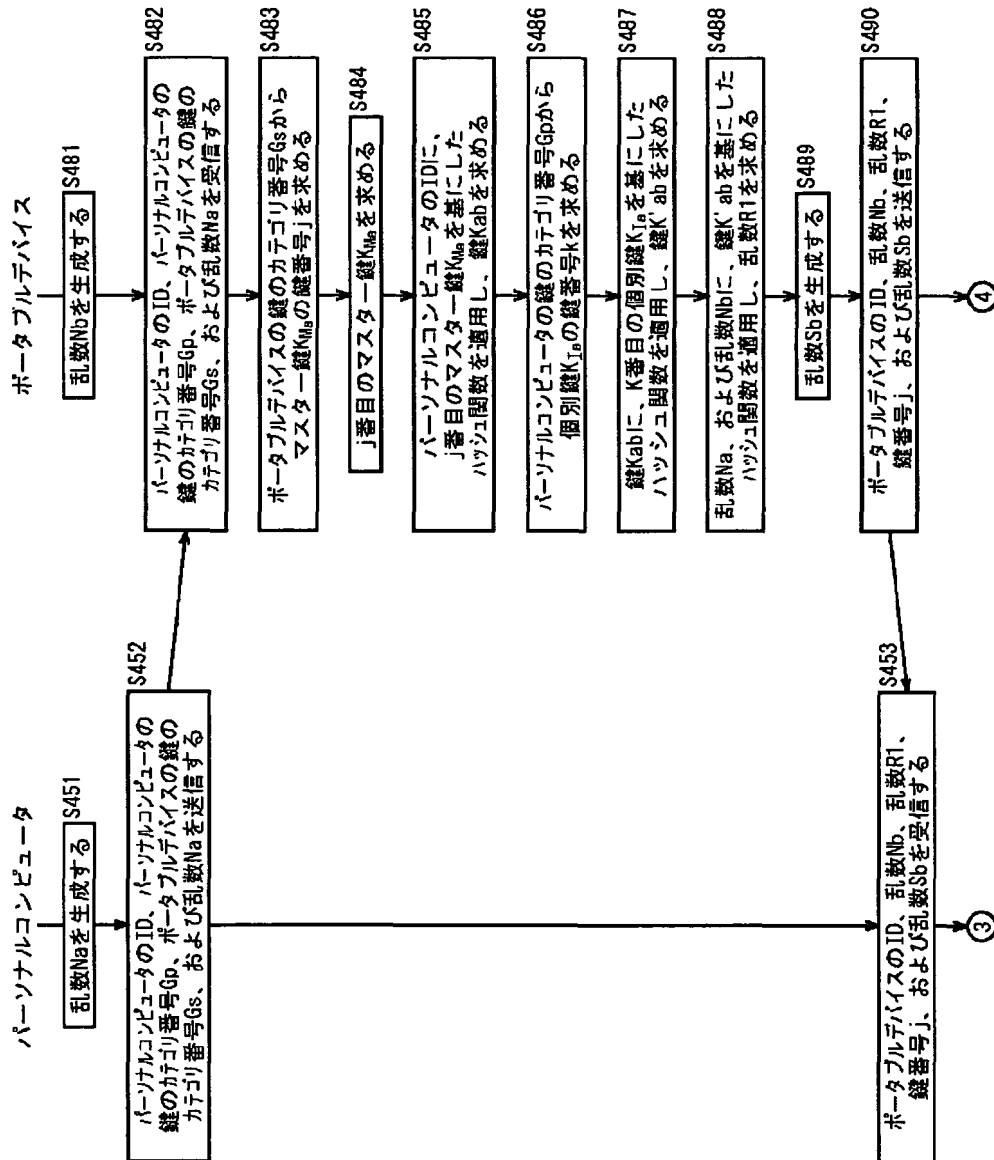 パーソナルコンピュータ
乱数Naを生成する
S451
S452
パーソナルコンピュータのID、パーソナルコンピュータの
鍵のカテゴリ番号Gp、ポータブルデバイスの鍵の
カテゴリ番号Gs、および乱数Naを送信する
S453
ポータブルデバイスのID、乱数Nb、乱数R1、
鍵番号j、および乱数Sbを受信する
③
ポータブルデバイス
乱数Nbを生成する
S481
S482
パーソナルコンピュータのID、パーソナルコンピュータの
鍵のカテゴリ番号Gp、ポータブルデバイスの鍵の
カテゴリ番号Gs、および乱数Naを受信する
S483
ポータブルデバイスの鍵のカテゴリ番号Gsから
マスター鍵KMaの鍵番号jを求める
j番目のマスター鍵KMaを求める
S484
S485
パーソナルコンピュータのIDに、
j番目のマスター鍵KMaを基にした
ハッシュ関数を適用し、鍵Kabを求める
S486
パーソナルコンピュータの鍵のカテゴリ番号Gpから
個別鍵KIaの鍵番号kを求める
S487
鍵Kabに、K番目の個別鍵KIaを基にした
ハッシュ関数を適用し、鍵K'abを求める
S488
乱数Na、および乱数Nbに、鍵K'abを基にした
ハッシュ関数を適用し、乱数R1を求める
乱数Sbを生成する
S489
S490
ポータブルデバイスのID、乱数Nb、乱数R1、
鍵番号j、および乱数Sbを送信する
④